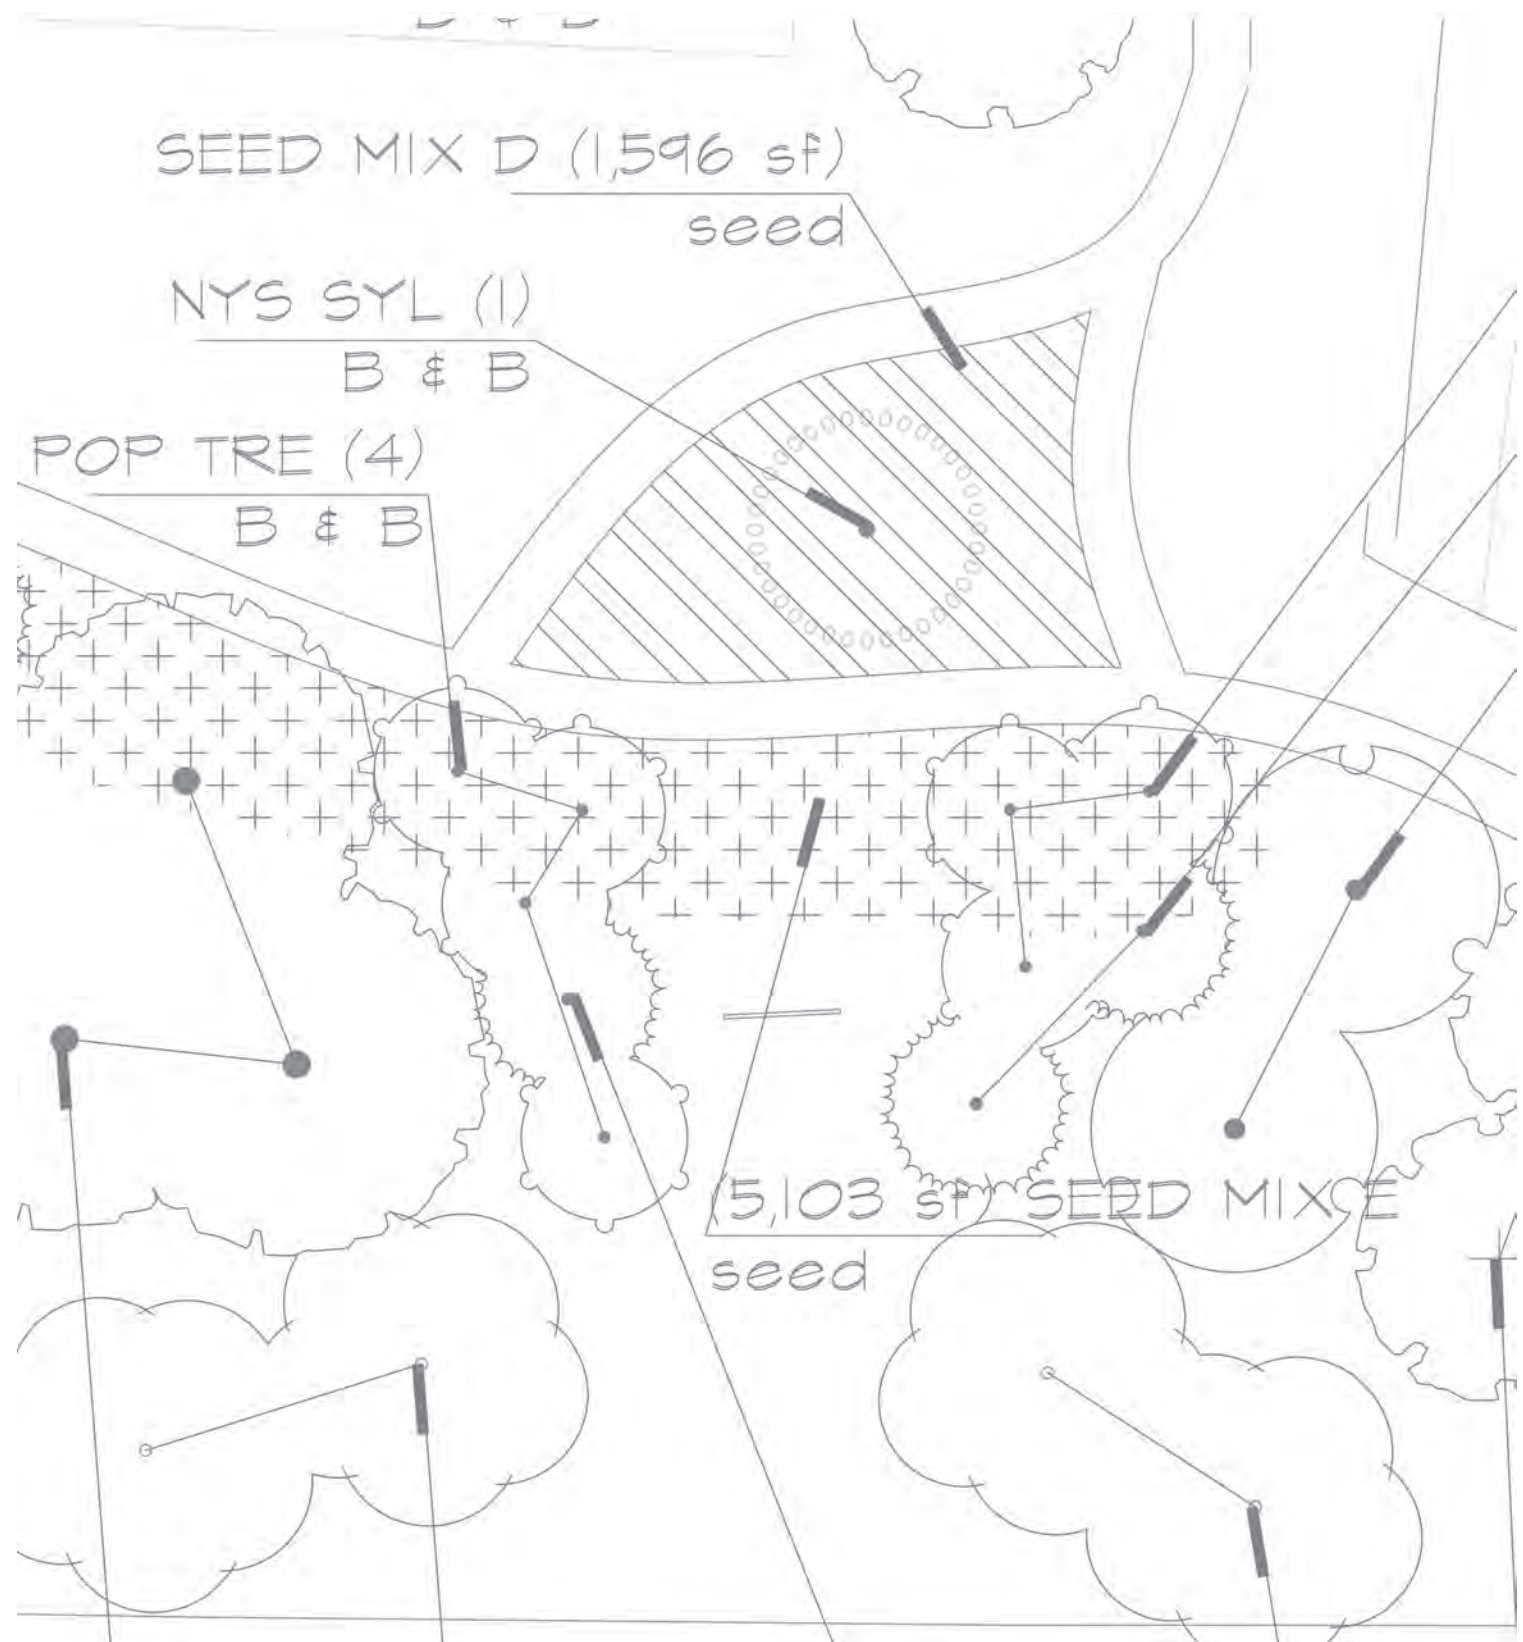 B & B
SEED MIX D (1,596 sf)
seed
NYS SYL (1)
B & B
POP TRE (4)
B & B
(5,103 sf) SEED MIX E
seed